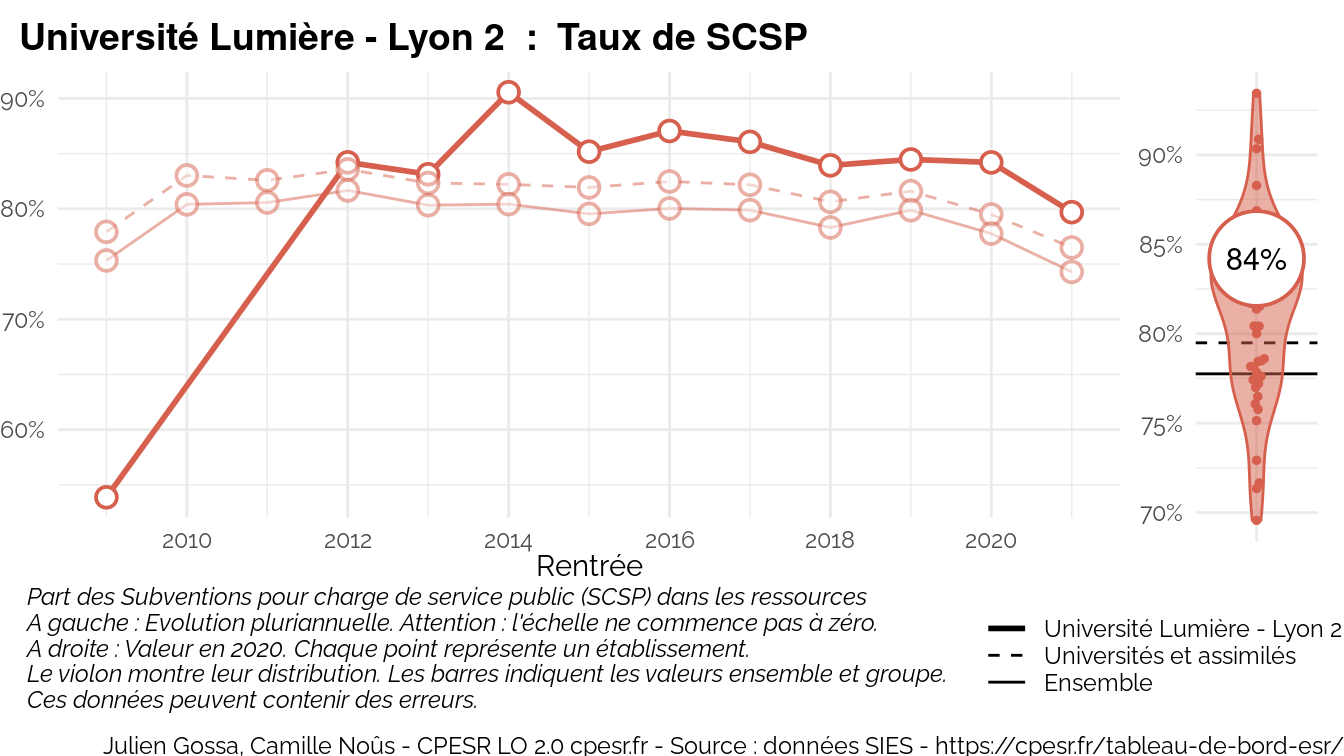 Université Lumière - Lyon 2 : Taux de SCSP
90%
80%
70%
60%
2010 2012 2014 2016 2018 2020
Rentrée
90%
85%
80%
75%
70%
84%
Part des Subventions pour charge de service public (SCSP) dans les ressources
A gauche : Evolution pluriannuelle. Attention : l'échelle ne commence pas à zéro.
A droite : Valeur en 2020. Chaque point représente un établissement.
Le violon montre leur distribution. Les barres indiquent les valeurs ensemble et groupe.
Ces données peuvent contenir des erreurs.
Université Lumière - Lyon 2
Universités et assimilés
Ensemble
Julien Gossa, Camille Noûs - CPESR LO 2.0 cpesr.fr - Source : données SIES - https://cpesr.fr/tableau-de-bord-esr/